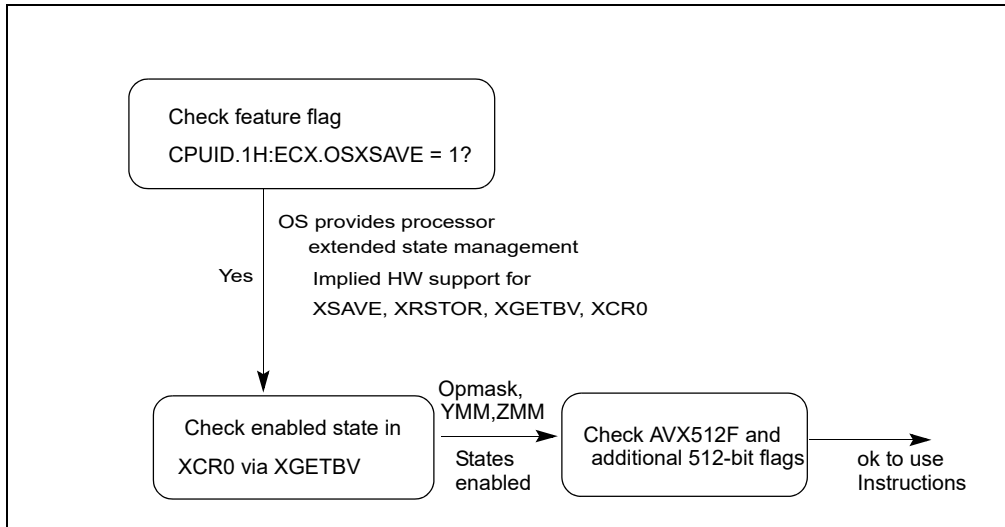 Check feature flag
CPUID.1H:ECX.OSXSAVE = 1?
OS provides processor
extended state management
Yes
Implied HW support for
XSAVE, XRSTOR, XGETBV, XCR0
Check enabled state in
XCR0 via XGETBV
Opmask,
YMM,ZMM
States
enabled
Check AVX512F and
additional 512-bit flags
ok to use
Instructions